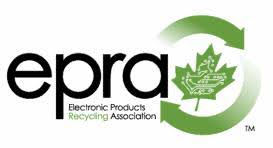 epra
Electronic Products
Recycling Association
TM